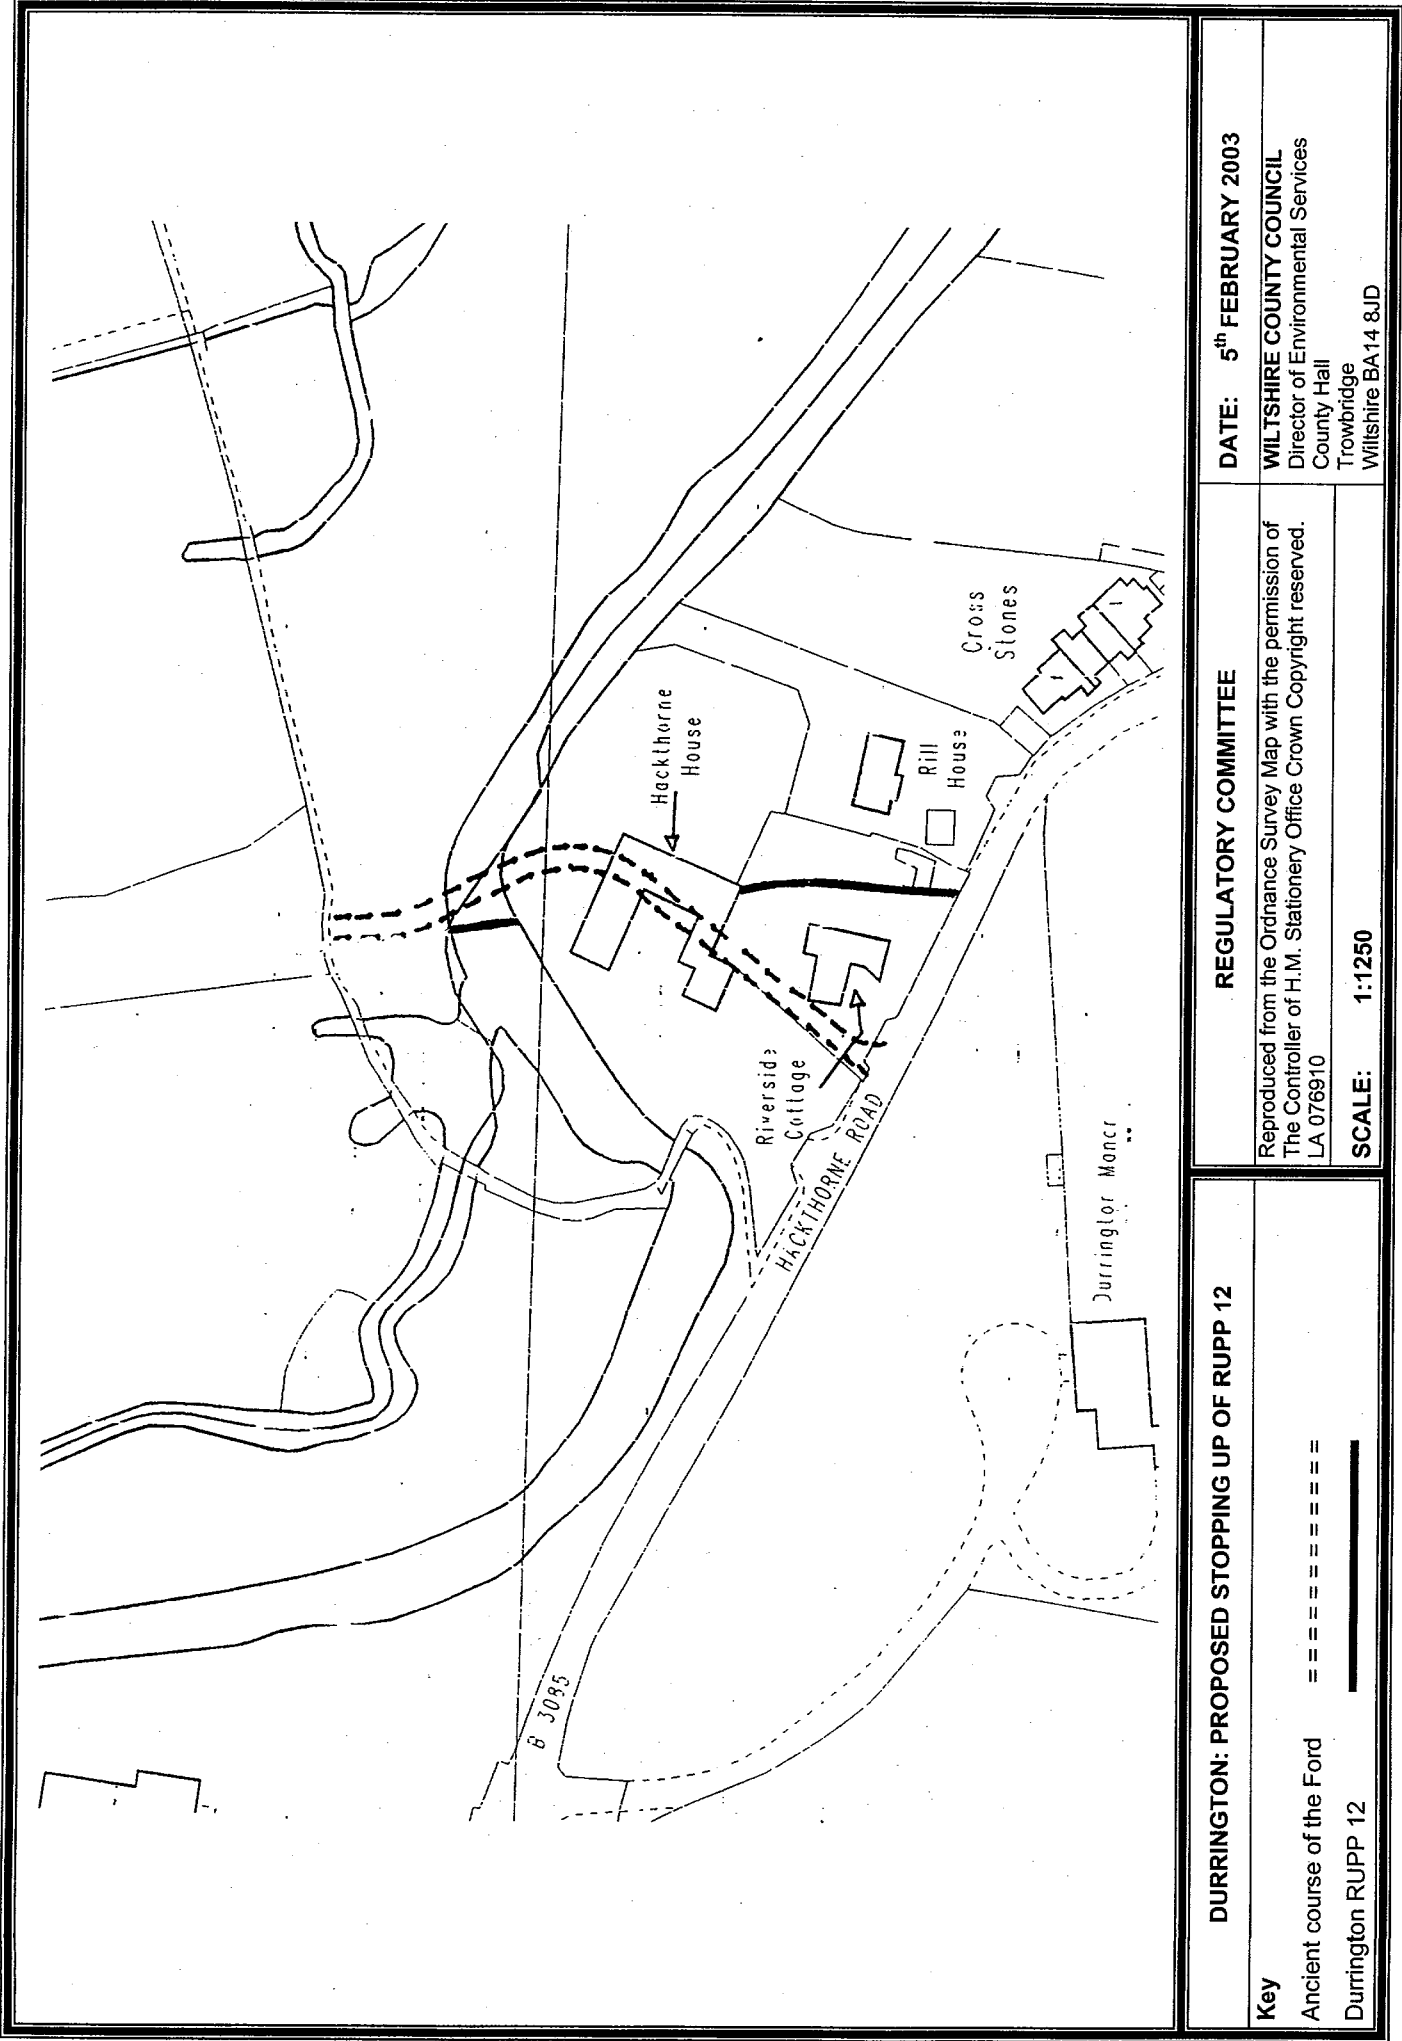 Hackthorne
House
Cross
Stones
Rill
House
Riverside
Cottage
HACKTHORNE ROAD
B 3085
Manor
DURRINGTON: PROPOSED STOPPING UP OF RUPP 12
Key
Ancient course of the Ford ===========
Durrington RUPP 12
REGULATORY COMMITTEE
Reproduced from the Ordnance Survey Map with the permission of
The Controller of H.M. Stationery Office Crown Copyright reserved.
LA 076910
SCALE: 1:1250
DATE: 5th FEBRUARY 2003
WILTSHIRE COUNTY COUNCIL
Director of Environmental Services
County Hall
Trowbridge
Wiltshire BA14 8JD